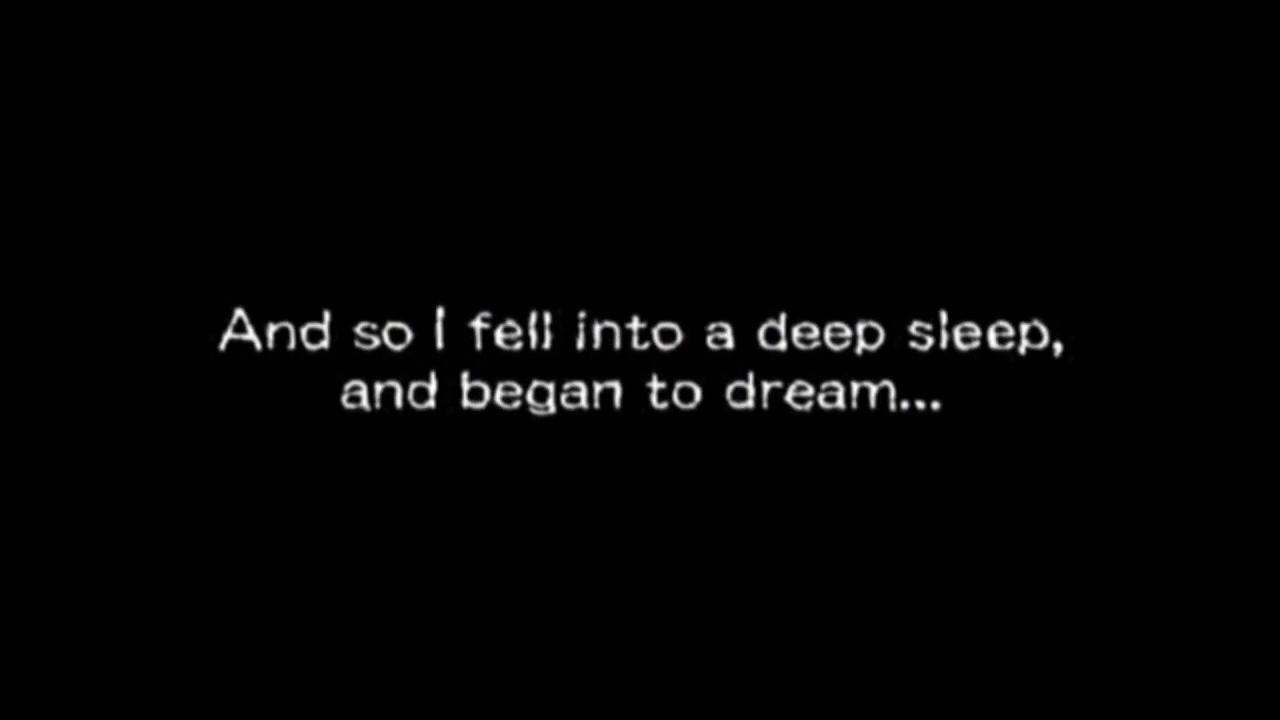 And so I fell into a deep sleep,
and began to dream...